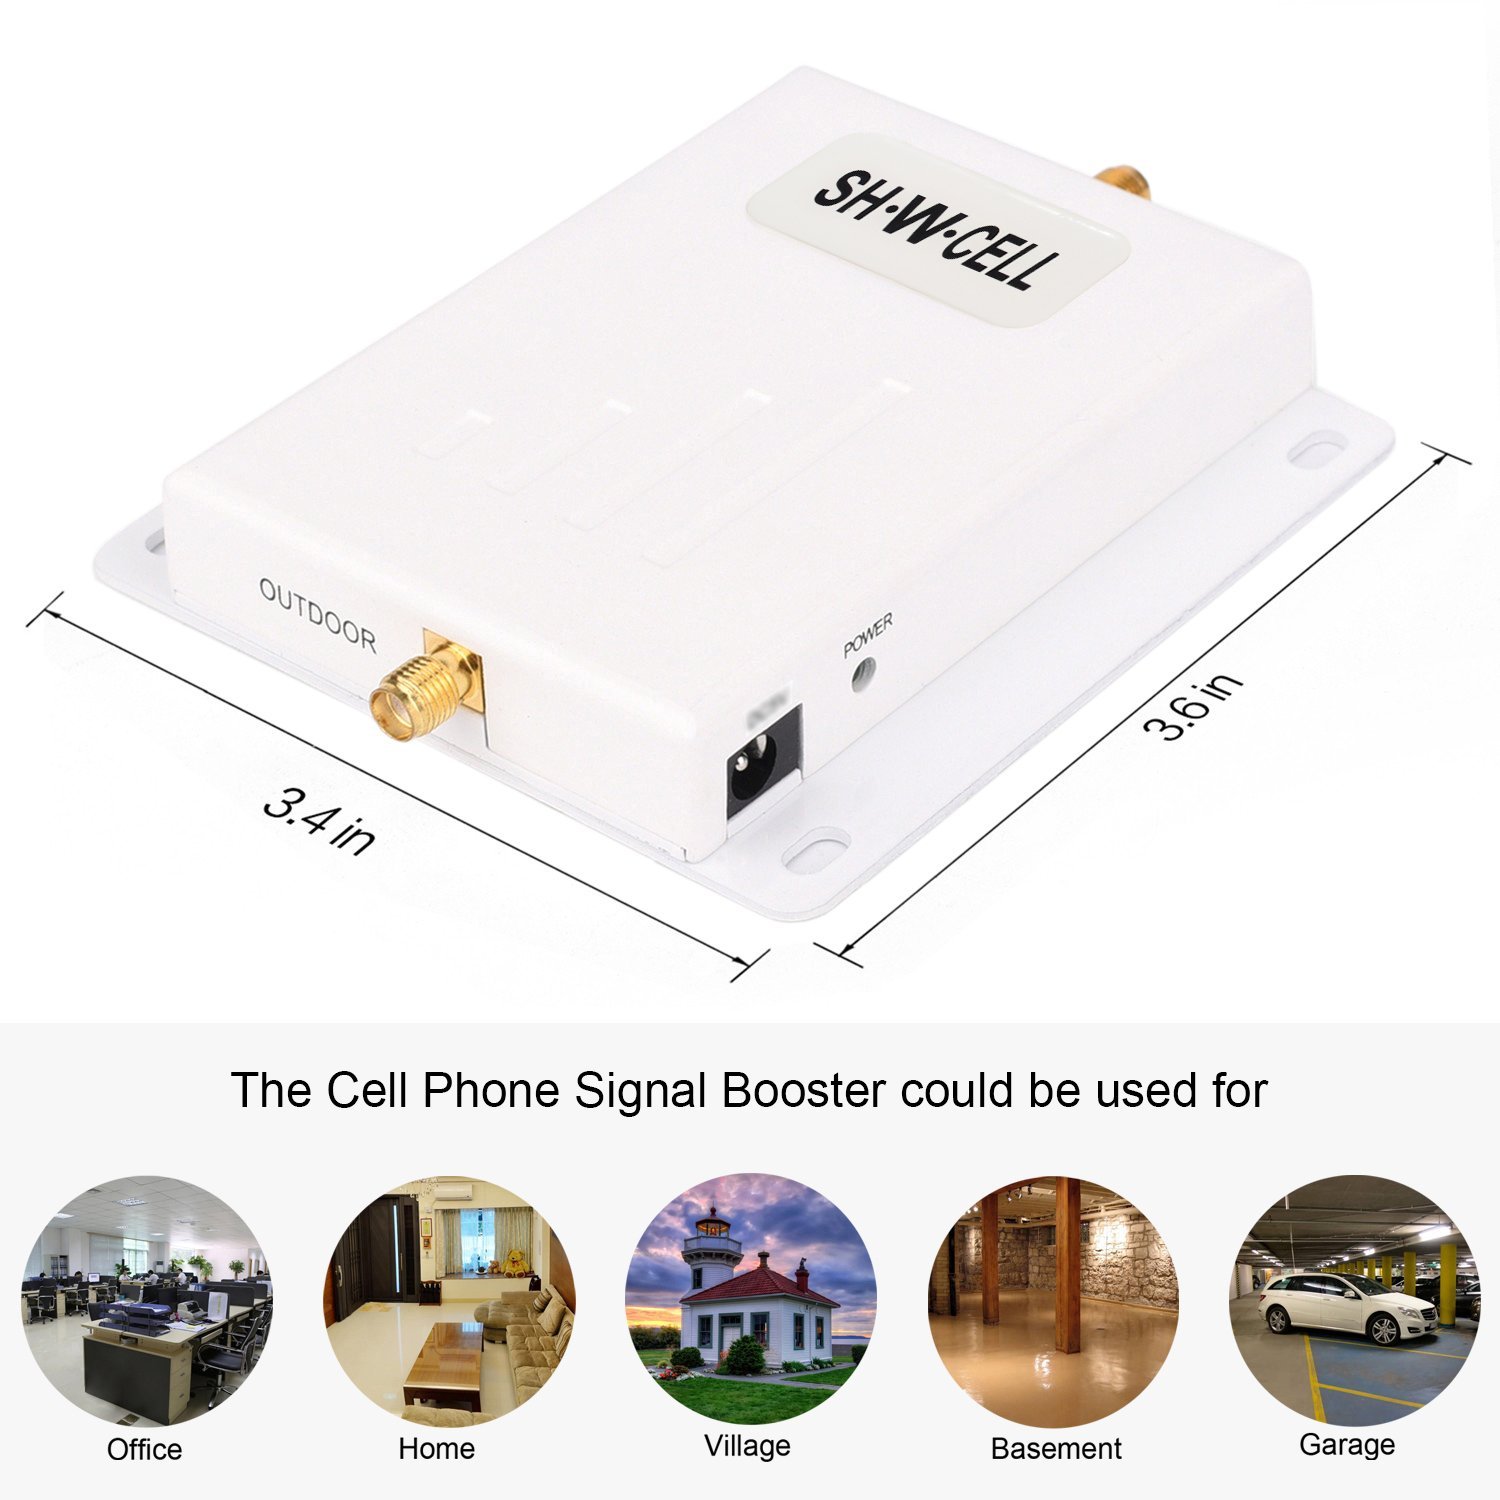 SH·W·CELL
OUTDOOR
POWER
3.4 in
3.6 in
The Cell Phone Signal Booster could be used for
Office
Home
Village
Basement
Garage